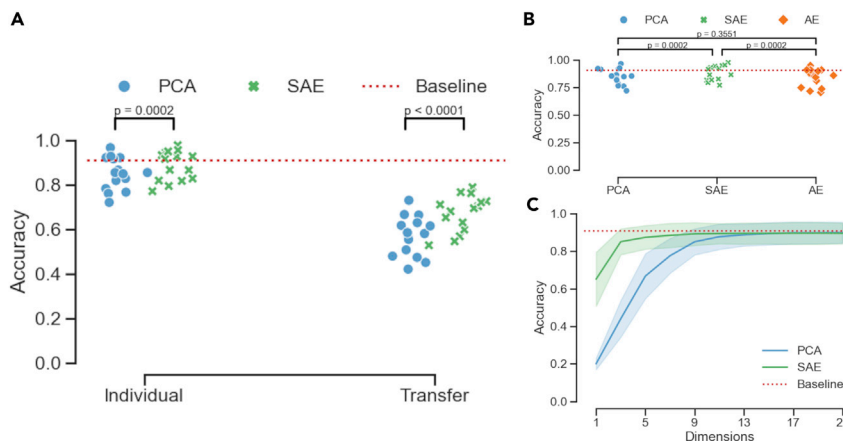 A
PCA SAE Baseline
p = 0.0002 p < 0.0001
1.0
0.8
0.6
0.4
0.2
0.0
Accuracy
Individual Transfer
B
PCA SAE AE
p = 0.3551
p = 0.0002 p = 0.0002
1.00
0.75
0.50
0.25
0.00
Accuracy
PCA SAE AE
C
1.0
0.8
0.6
0.4
0.2
0.0
Accuracy
PCA
SAE
Baseline
1 5 9 13 17
Dimensions